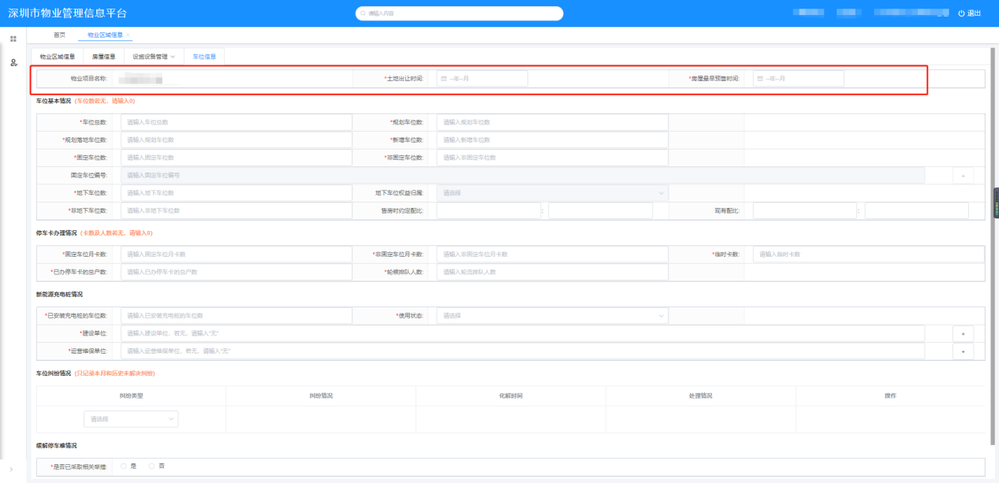 深圳市物业管理信息平台
请输入内容
退出
首页
物业区域信息
物业区域信息 房屋信息 设施设备管理 车位信息
物业项目名称: *土地出让时间: --年--月 *房屋最早预售时间: --年--月
车位基本情况 (车位数若无，请输入0)
*车位总数: 请输入车位总数 *规划车位数: 请输入规划车位数
*规划落地车位数: 请输入规划车位数 *新增车位数: 请输入新增车位数
*固定车位数: 请输入固定车位数 *非固定车位数: 请输入非固定车位数
固定车位编号: 请输入固定车位编号 +
*地下车位数: 请输入地下车位数 地下车位权益归属: 请选择
*非地下车位数: 请输入非地下车位数 售房时约定配比: : 现有配比: :
停车卡办理情况 (卡数及人数若无，请输入0)
*固定车位月卡数: 请输入固定车位月卡数 *非固定车位月卡数: 请输入非固定车位月卡数 *临时卡数: 请输入临时卡数
*已办停车卡的总户数: 请输入已办停车卡的总户数 *轮候排队人数: 请输入轮流排队人数
新能源充电桩情况
*已安装充电桩的车位数: 请输入已安装充电桩的车位数 *使用状态: 请选择
*建设单位: 请输入建设单位，若无，请输入"无" +
*运营维保单位: 请输入运营维保单位，若无，请输入"无" +
车位纠纷情况 (只记录本月和历史未解决纠纷)
纠纷类型 纠纷情况 化解时间 处理情况 操作
请选择
缓解停车难情况
*是否已采取相关举措: 是 否